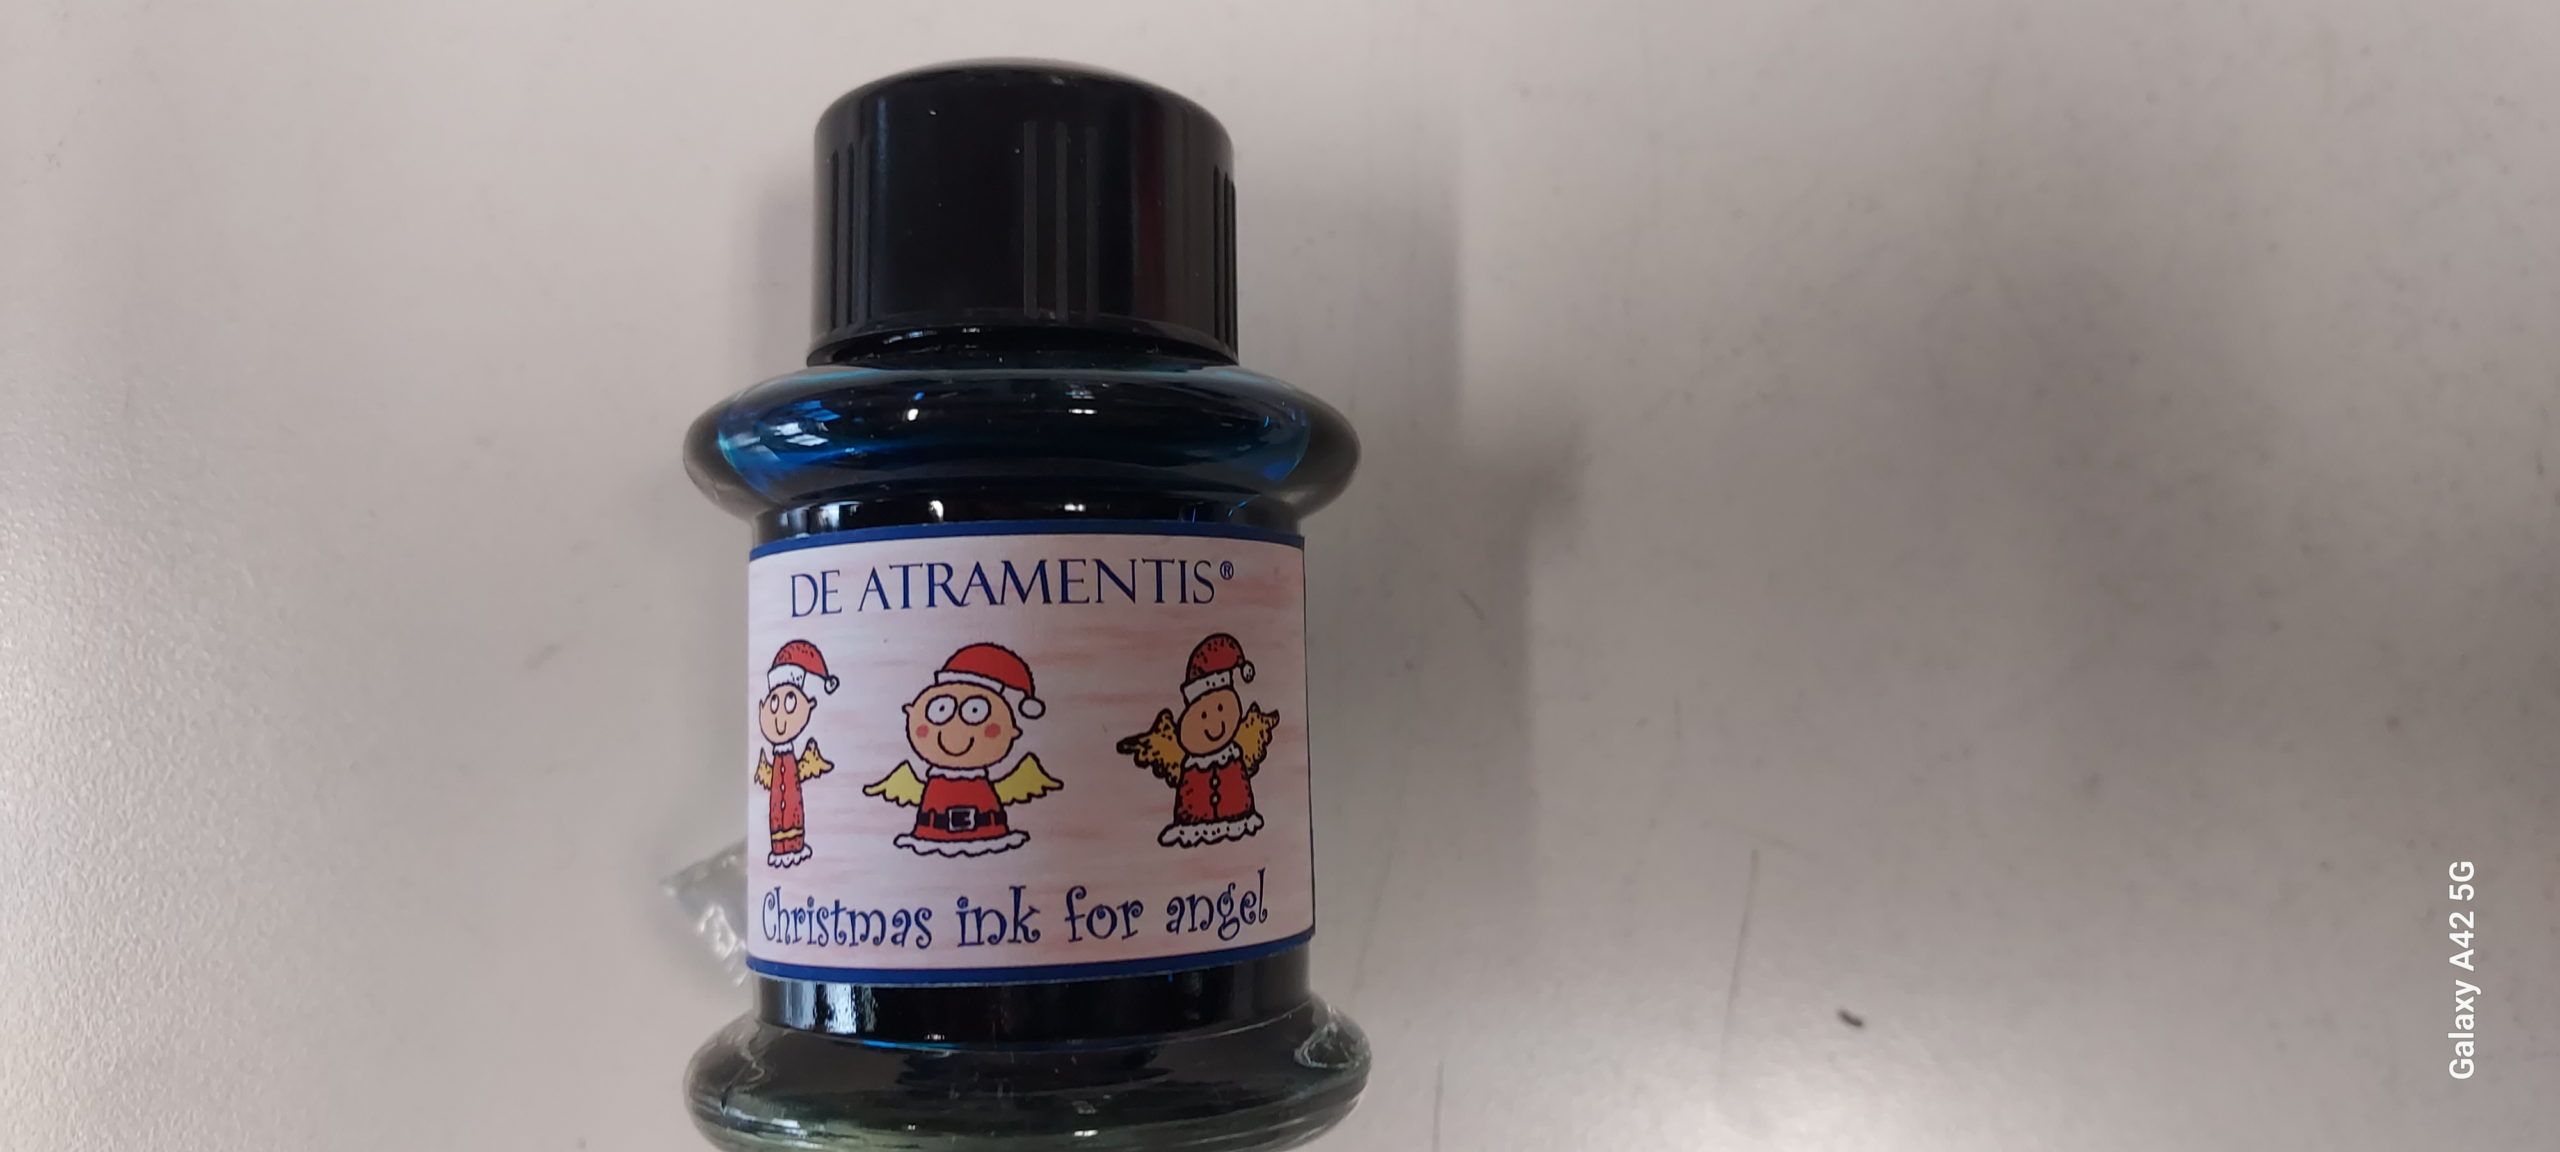 DE ATRAMENTIS®
Christmas ink for angel
Galaxy A42 5G